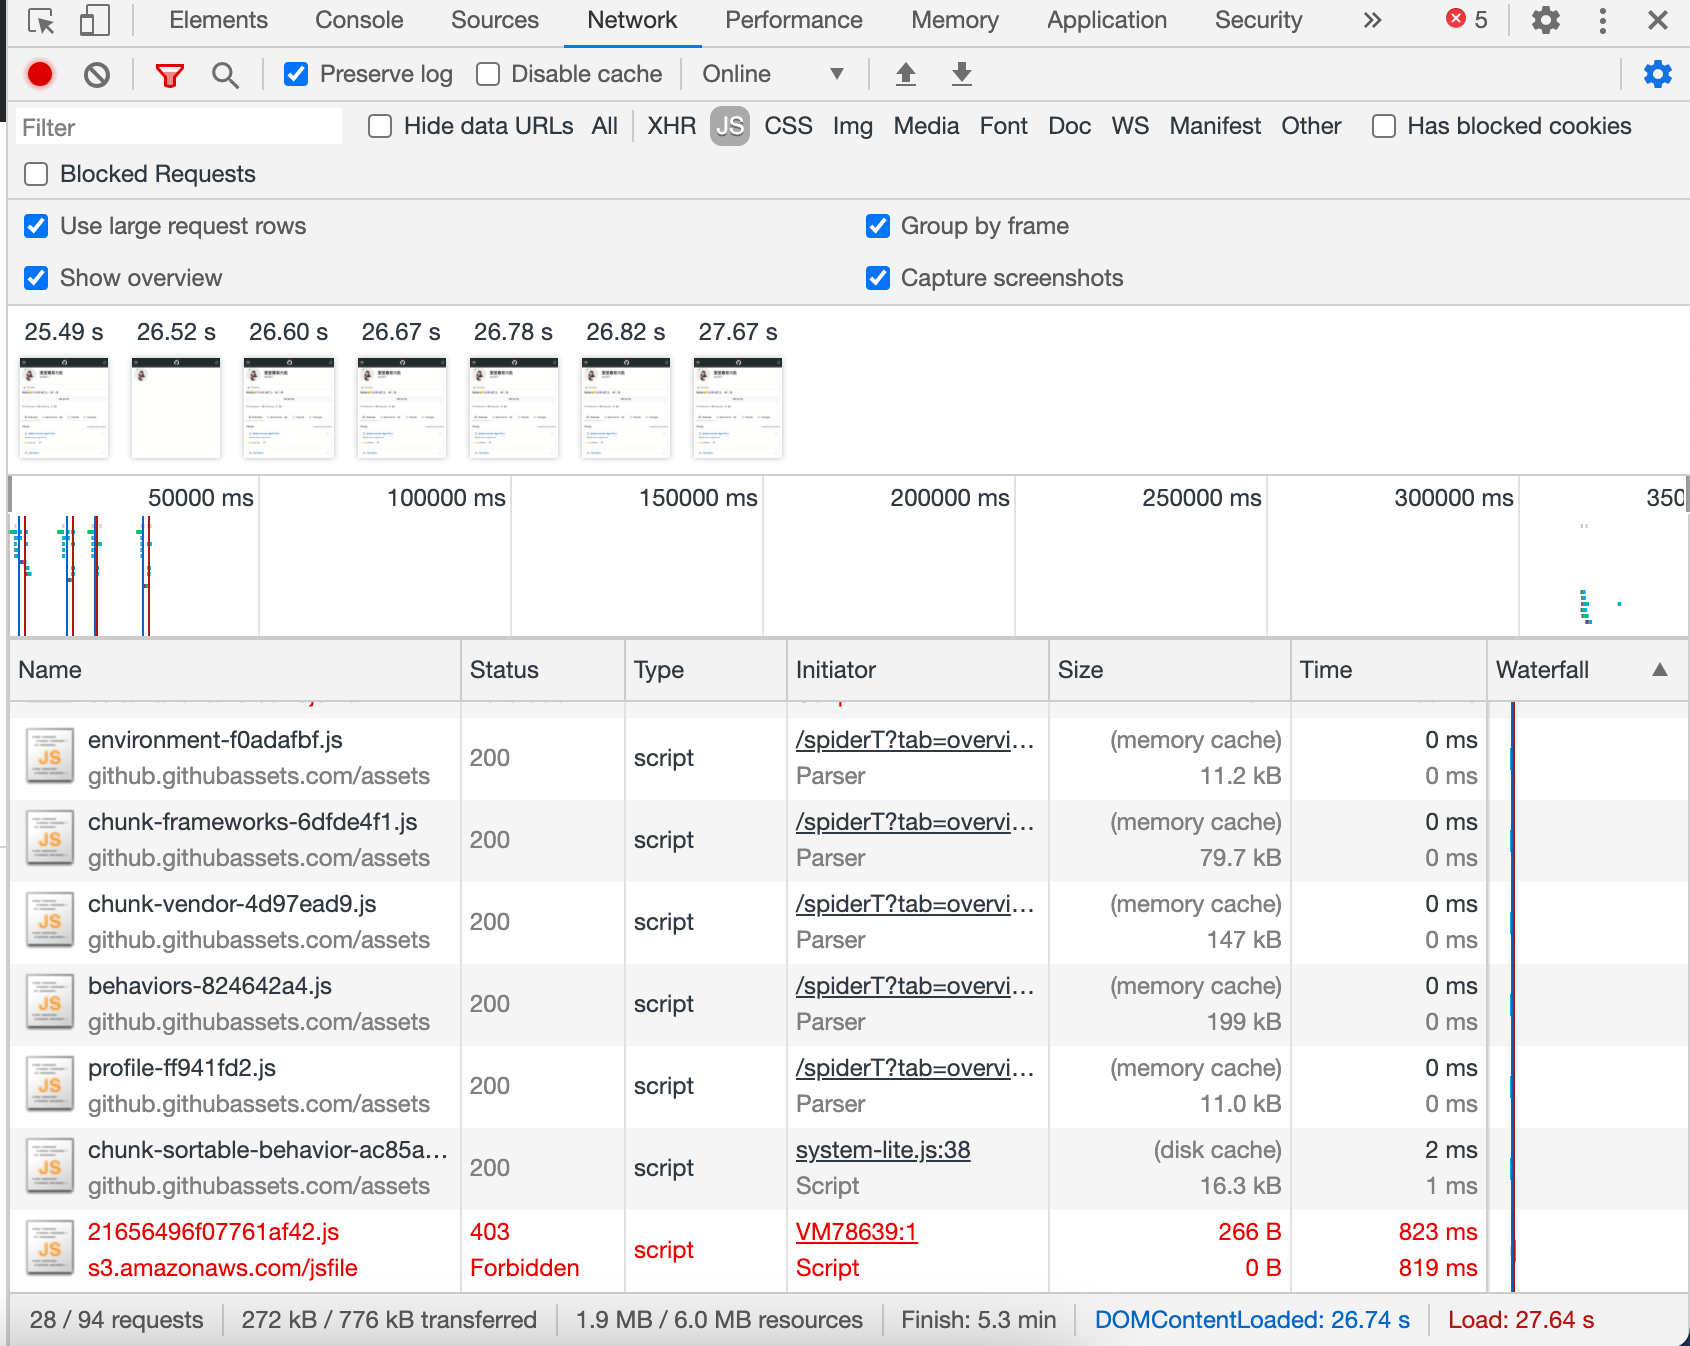 Elements Console Sources Network Performance Memory Application Security » 5
Preserve log Disable cache Online
Filter Hide data URLs All XHR JS CSS Img Media Font Doc WS Manifest Other Has blocked cookies
Blocked Requests
Use large request rows Group by frame
Show overview Capture screenshots
25.49 s 26.52 s 26.60 s 26.67 s 26.78 s 26.82 s 27.67 s
50000 ms 100000 ms 150000 ms 200000 ms 250000 ms 300000 ms 350
Name Status Type Initiator Size Time Waterfall
environment-f0adafbf.js /spiderT?tab=overvi… (memory cache) 0 ms
JS 200 script
github.githubassets.com/assets Parser 11.2 kB 0 ms
chunk-frameworks-6dfde4f1.js /spiderT?tab=overvi… (memory cache) 0 ms
JS 200 script
github.githubassets.com/assets Parser 79.7 kB 0 ms
chunk-vendor-4d97ead9.js /spiderT?tab=overvi… (memory cache) 0 ms
JS 200 script
github.githubassets.com/assets Parser 147 kB 0 ms
behaviors-824642a4.js /spiderT?tab=overvi… (memory cache) 0 ms
JS 200 script
github.githubassets.com/assets Parser 199 kB 0 ms
profile-ff941fd2.js /spiderT?tab=overvi… (memory cache) 0 ms
JS 200 script
github.githubassets.com/assets Parser 11.0 kB 0 ms
chunk-sortable-behavior-ac85a… system-lite.js:38 (disk cache) 2 ms
JS 200 script
github.githubassets.com/assets Script 16.3 kB 1 ms
21656496f07761af42.js 403 VM78639:1 266 B 823 ms
JS script
s3.amazonaws.com/jsfile Forbidden Script 0 B 819 ms
28 / 94 requests 272 kB / 776 kB transferred 1.9 MB / 6.0 MB resources Finish: 5.3 min DOMContentLoaded: 26.74 s Load: 27.64 s